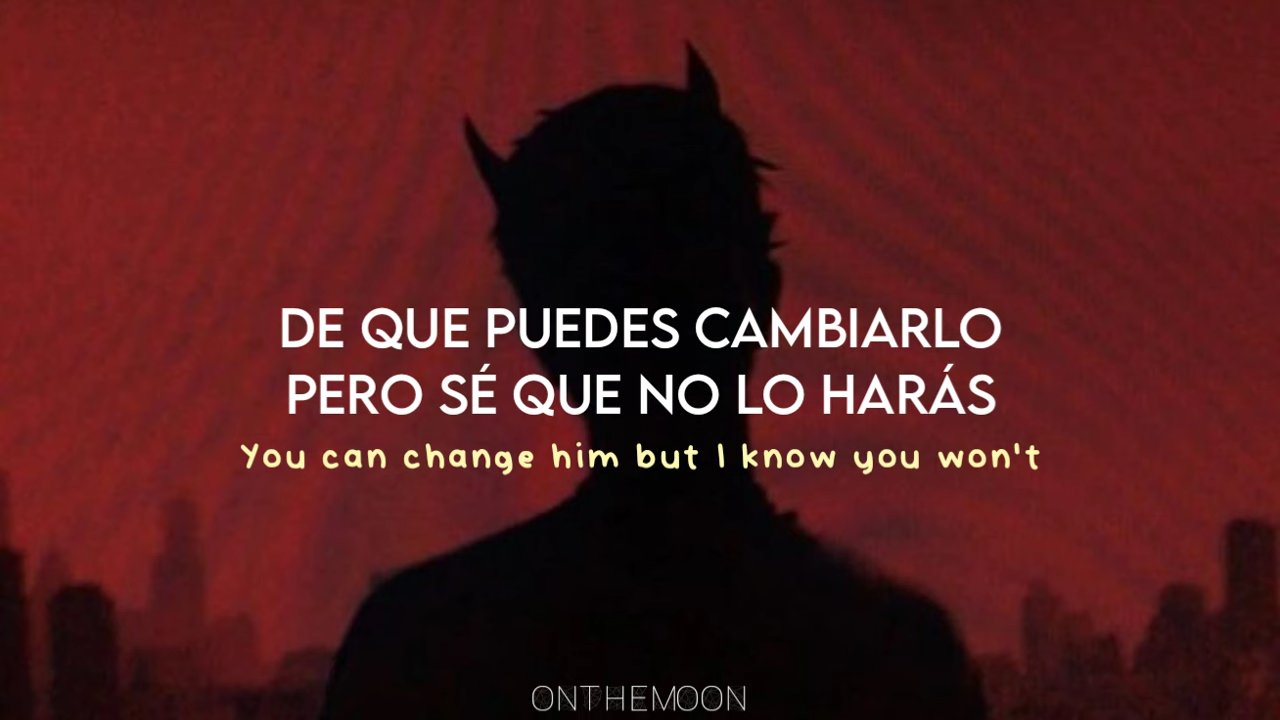 DE QUE PUEDES CAMBIARLO
PERO SÉ QUE NO LO HARÁS
You can change him but I know you won't
ONTHEMOON